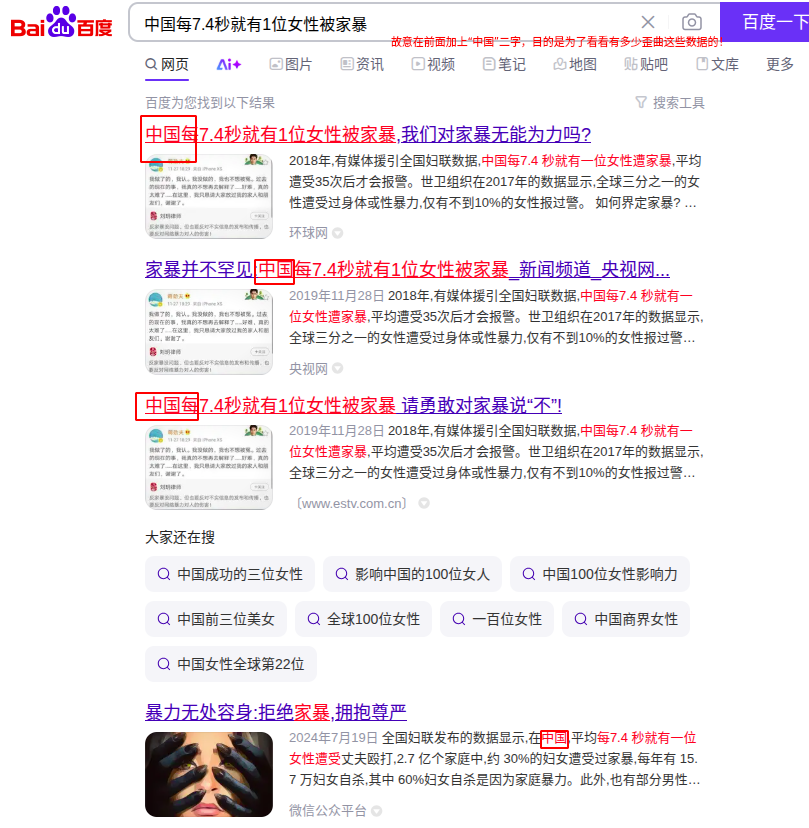 Bai du 百度
中国每7.4秒就有1位女性被家暴
百度一下
故意在前面加上“中国”二字，目的是为了看看有多少歪曲这些数据的!
网页 Ai+ 图片 资讯 视频 笔记 地图 贴吧 文库 更多
百度为您找到以下结果 搜索工具
中国每7.4秒就有1位女性被家暴,我们对家暴无能为力吗?
2018年,有媒体援引全国妇联数据,中国每7.4 秒就有一位女性遭家暴,平均
遭受35次后才会报警。世卫组织在2017年的数据显示,全球三分之一的女
性遭受过身体或性暴力,仅有不到10%的女性报过警。 如何界定家暴? ...
环球网
家暴并不罕见:中国每7.4秒就有1位女性被家暴_新闻频道_央视网...
2019年11月28日 2018年,有媒体援引全国妇联数据,中国每7.4 秒就有一
位女性遭家暴,平均遭受35次后才会报警。世卫组织在2017年的数据显示,
全球三分之一的女性遭受过身体或性暴力,仅有不到10%的女性报过警...
央视网
中国每7.4秒就有1位女性被家暴 请勇敢对家暴说“不”!
2019年11月28日 2018年,有媒体援引全国妇联数据,中国每7.4 秒就有一
位女性遭家暴,平均遭受35次后才会报警。世卫组织在2017年的数据显示,
全球三分之一的女性遭受过身体或性暴力,仅有不到10%的女性报过警...
〔www.estv.com.cn〕
大家还在搜
中国成功的三位女性 影响中国的100位女人 中国100位女性影响力
中国前三位美女 全球100位女性 一百位女性 中国商界女性
中国女性全球第22位
暴力无处容身:拒绝家暴,拥抱尊严
2024年7月19日 全国妇联发布的数据显示,在中国,平均每7.4 秒就有一位
女性遭受丈夫殴打,2.7 亿个家庭中,约 30%的妇女遭受过家暴,每年有 15.
7 万妇女自杀,其中 60%妇女自杀是因为家庭暴力。此外,也有部分男性...
微信公众平台